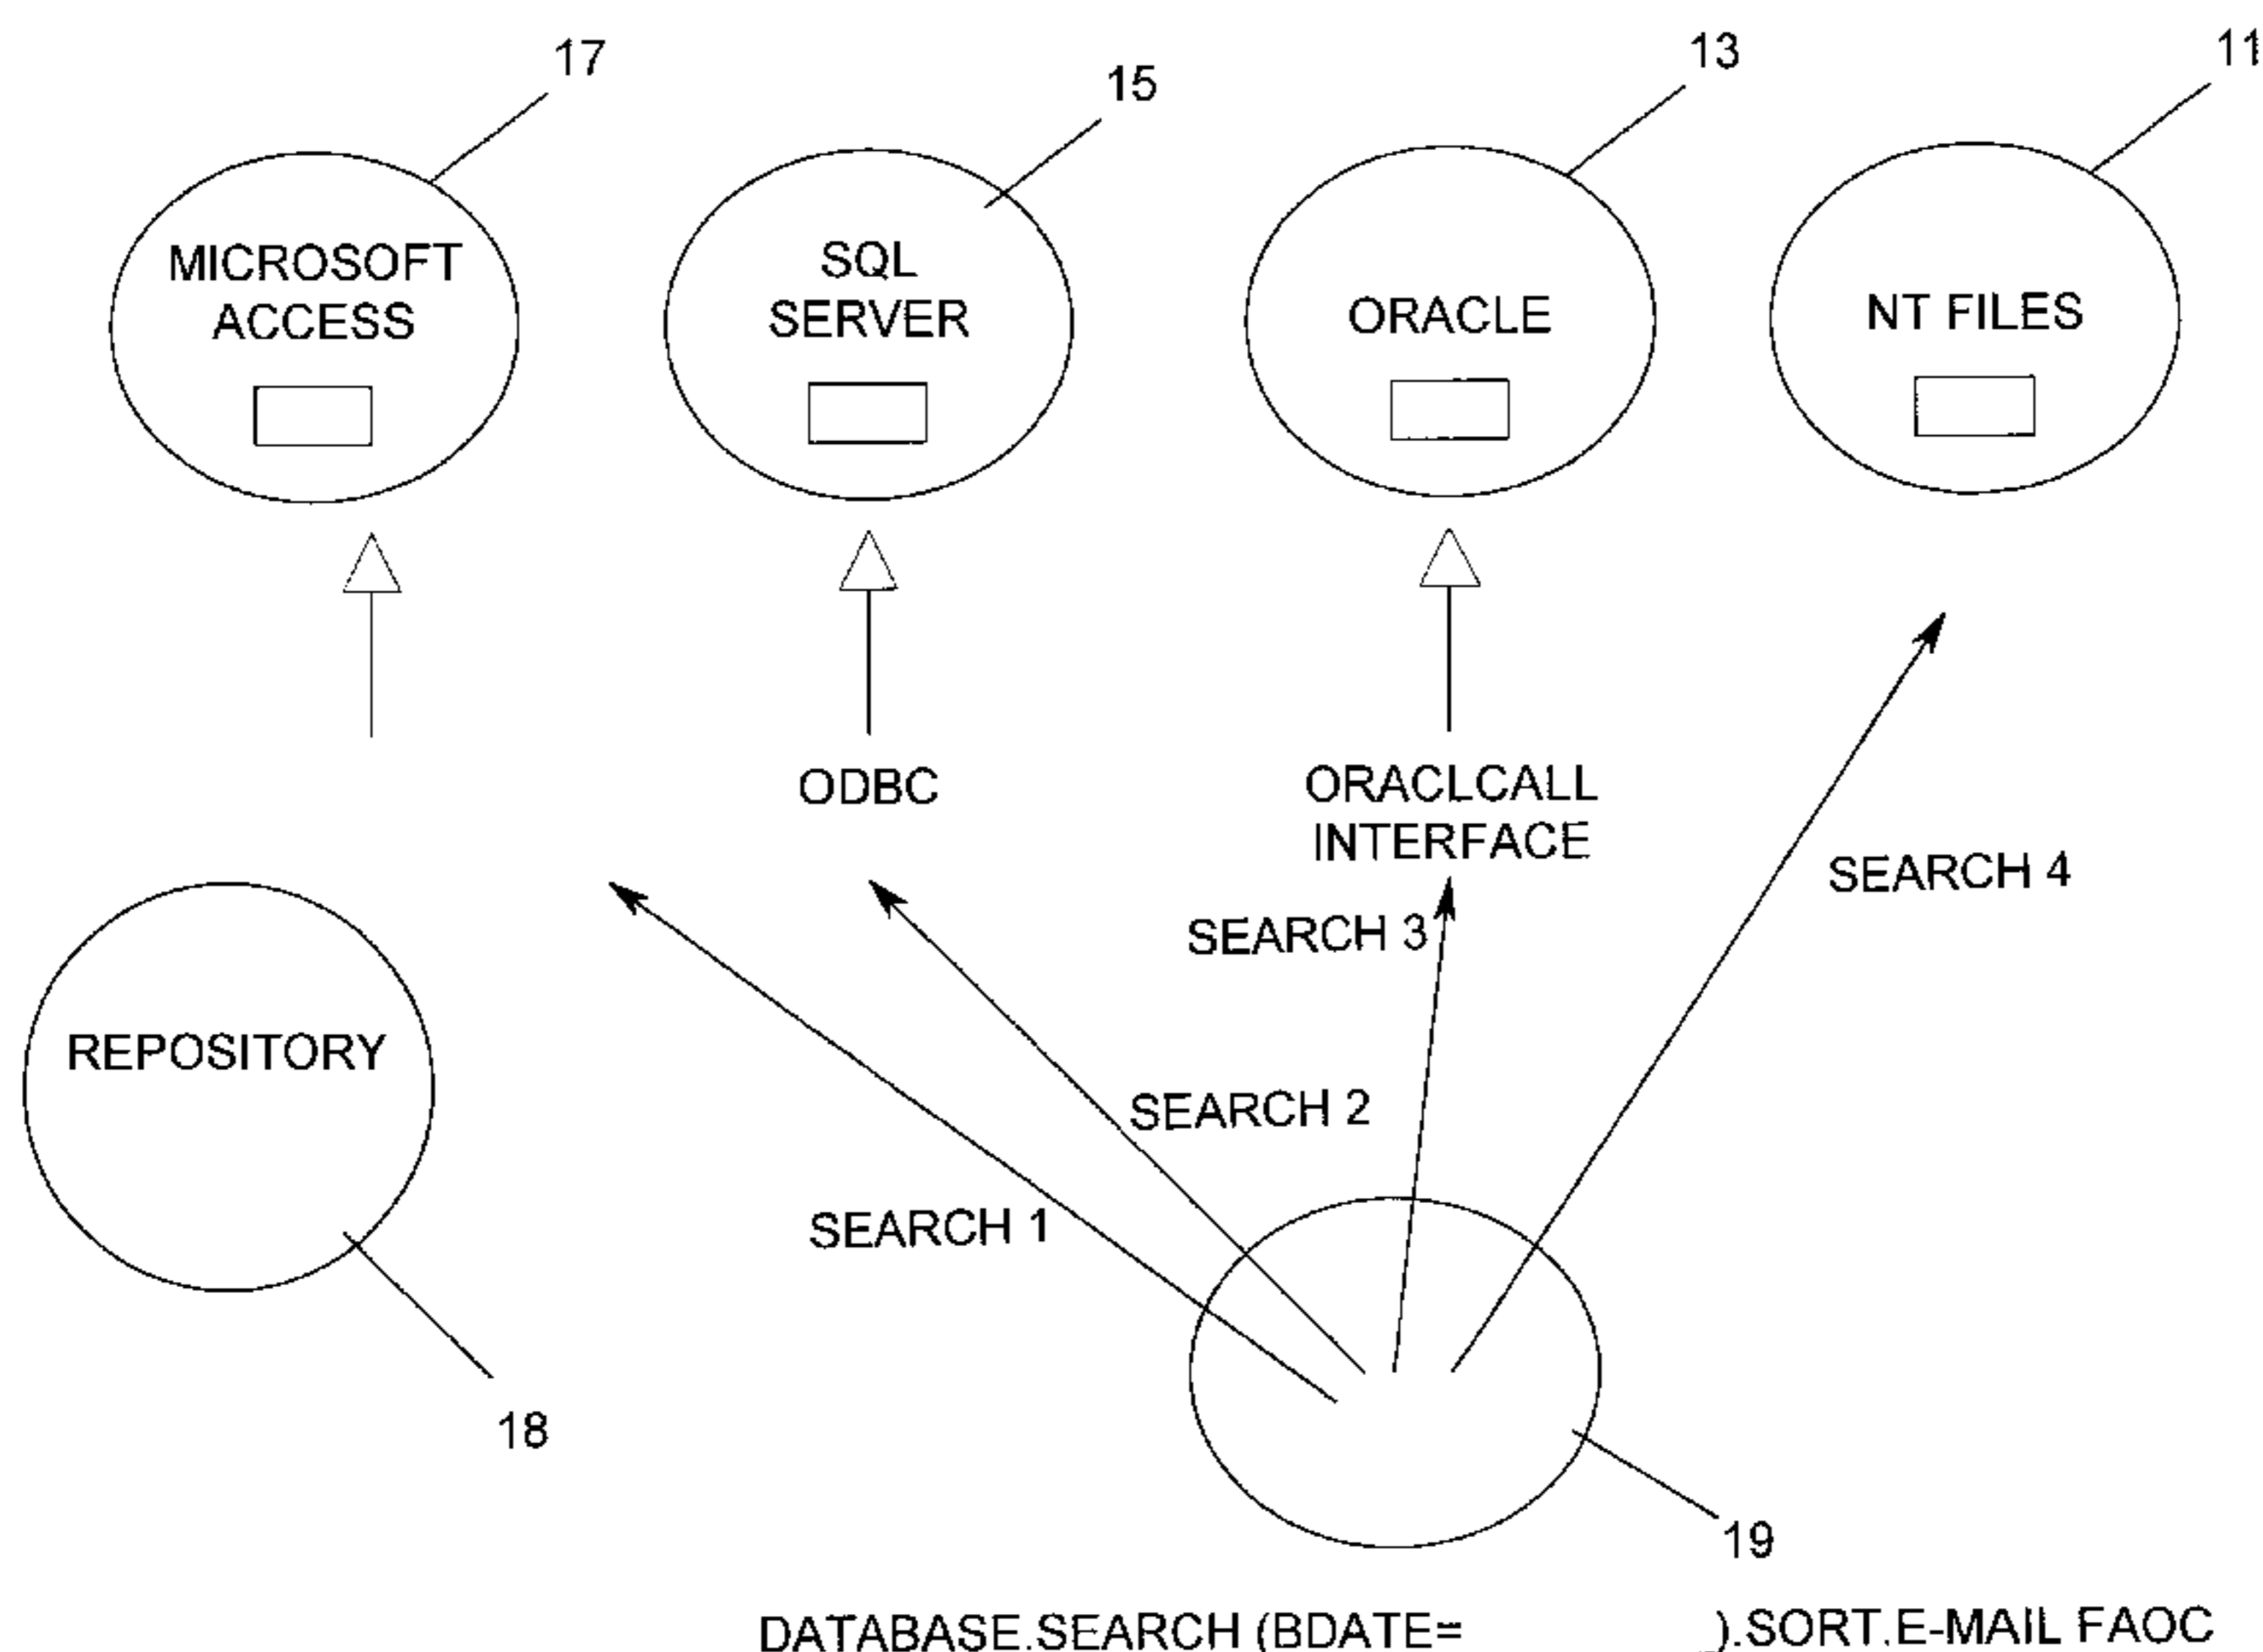 17
15
13
11
MICROSOFT
ACCESS
SQL
SERVER
ORACLE
NT FILES
ODBC
ORACLCALL
INTERFACE
SEARCH 4
SEARCH 3
REPOSITORY
SEARCH 2
SEARCH 1
18
19
DATABASE.SEARCH (BDATE=__________).SORT.E-MAIL FAOC